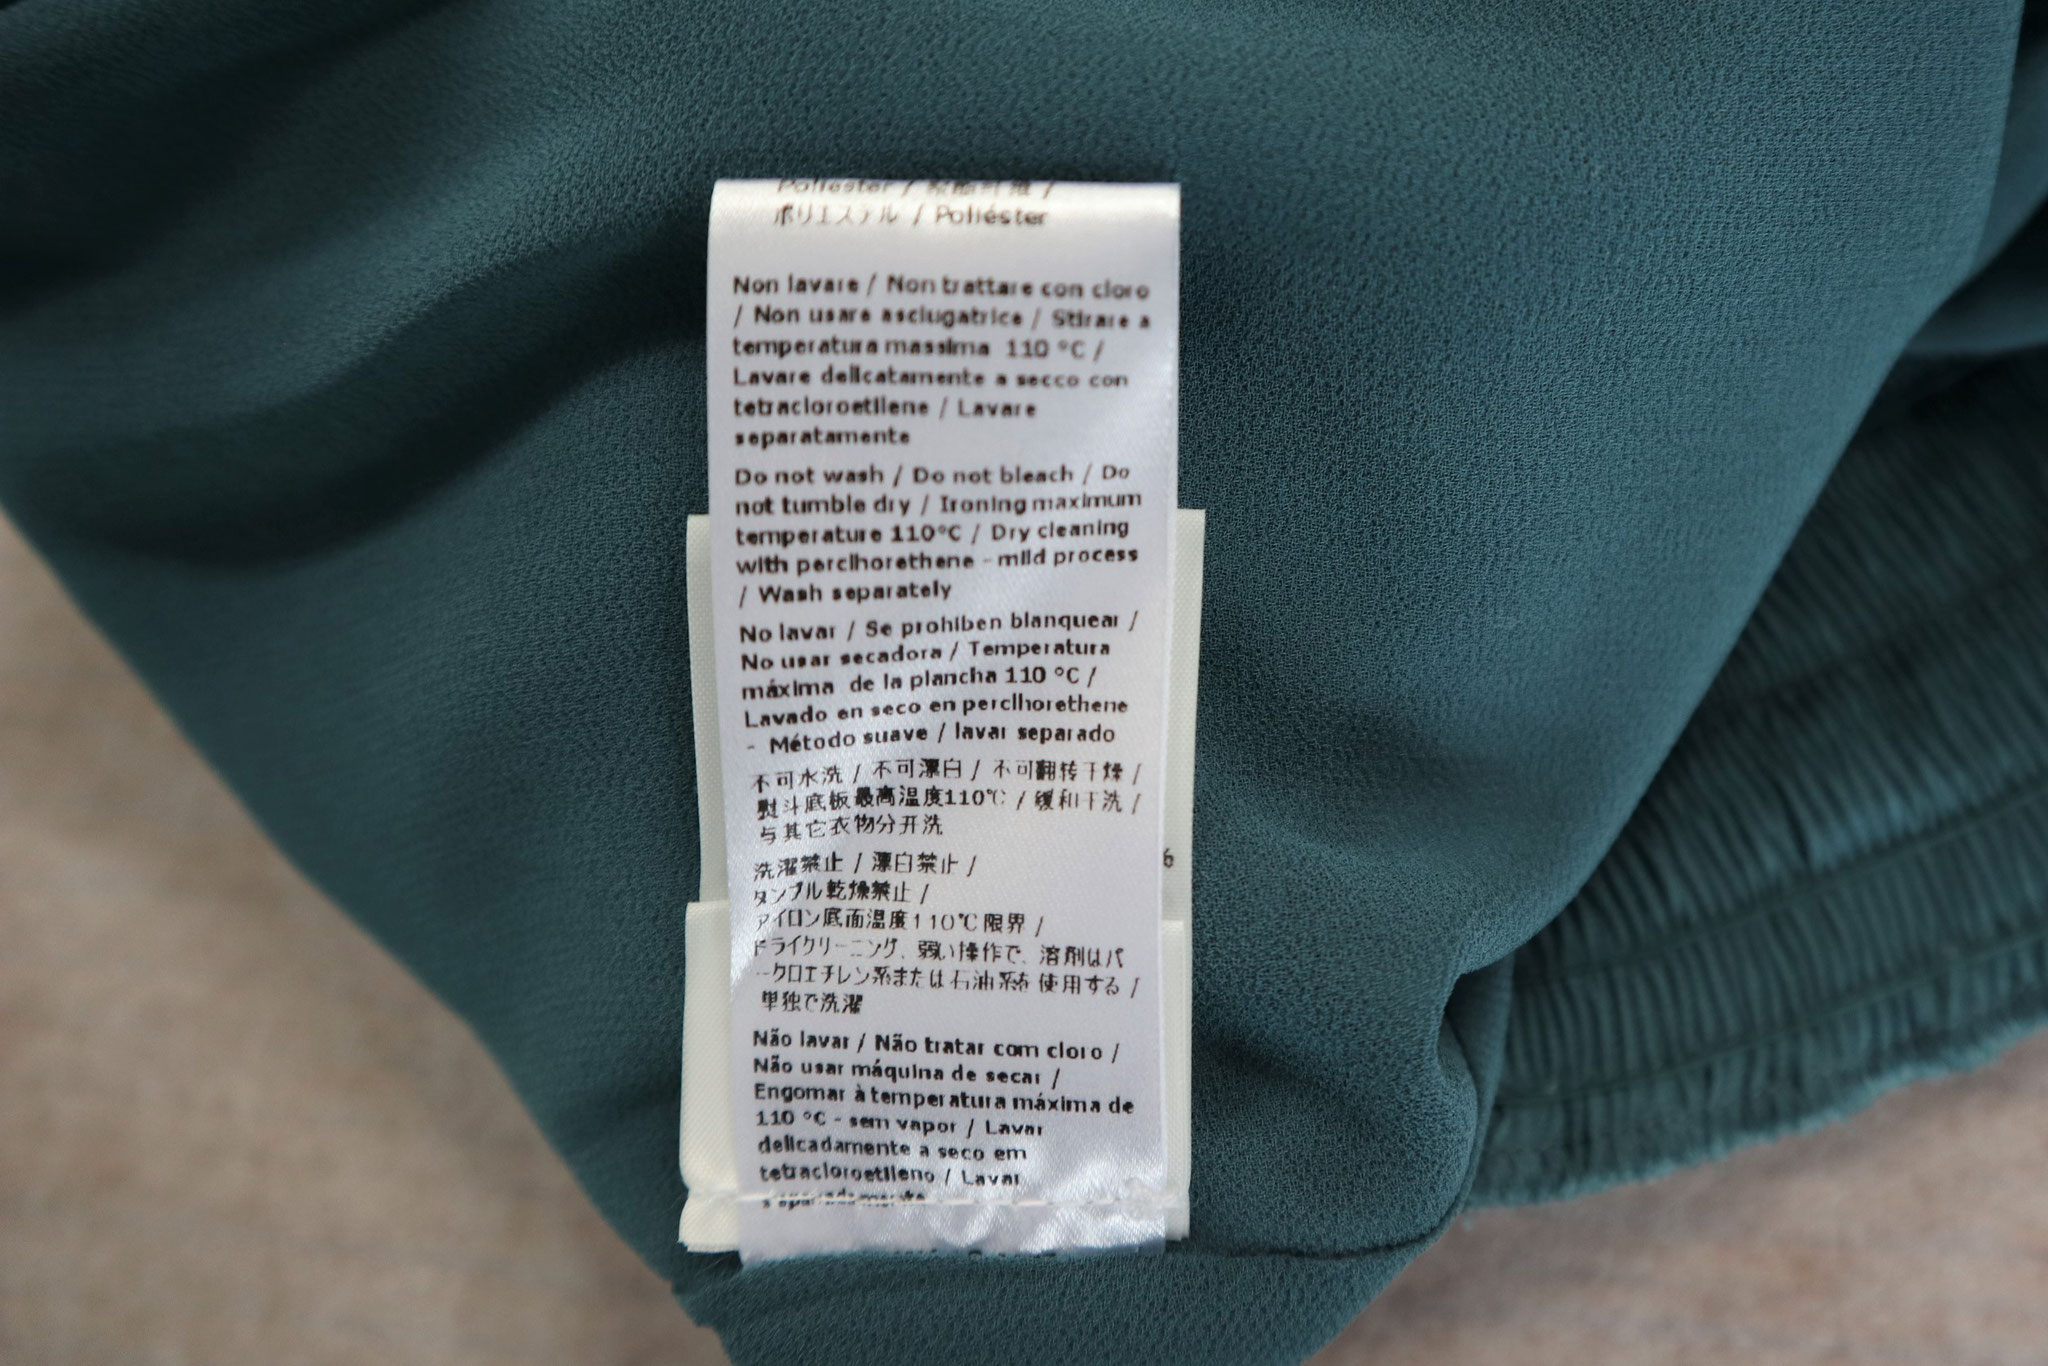 Poliéster / 聚酯纤维 /
ポリエステル / Poliéster
Non lavare / Non trattare con cloro
/ Non usare asciugatrice / Stirare a
temperatura massima 110 °C /
Lavare delicatamente a secco con
tetracloroetilene / Lavare
separatamente
Do not wash / Do not bleach / Do
not tumble dry / Ironing maximum
temperature 110°C / Dry cleaning
with perclhorethene - mild process
/ Wash separately
No lavar / Se prohiben blanquear /
No usar secadora / Temperatura
máxima de la plancha 110 °C /
Lavado en seco en perclhorethene
- Método suave / lavar separado
不可水洗 / 不可漂白 / 不可翻转干燥 /
熨斗底板最高温度110℃ / 缓和干洗 /
与其它衣物分开洗
洗濯禁止 / 漂白禁止 /
タンブル乾燥禁止 /
アイロン底面温度110℃限界 /
ドライクリーニング、弱い操作で、溶剤はパ
ークロエチレン系または石油系を使用する /
単独で洗濯
6
Não lavar / Não tratar com cloro /
Não usar máquina de secar /
Engomar à temperatura máxima de
110 °C - sem vapor / Lavar
delicadamente a seco em
tetracloroetileno / Lavar
separadamente